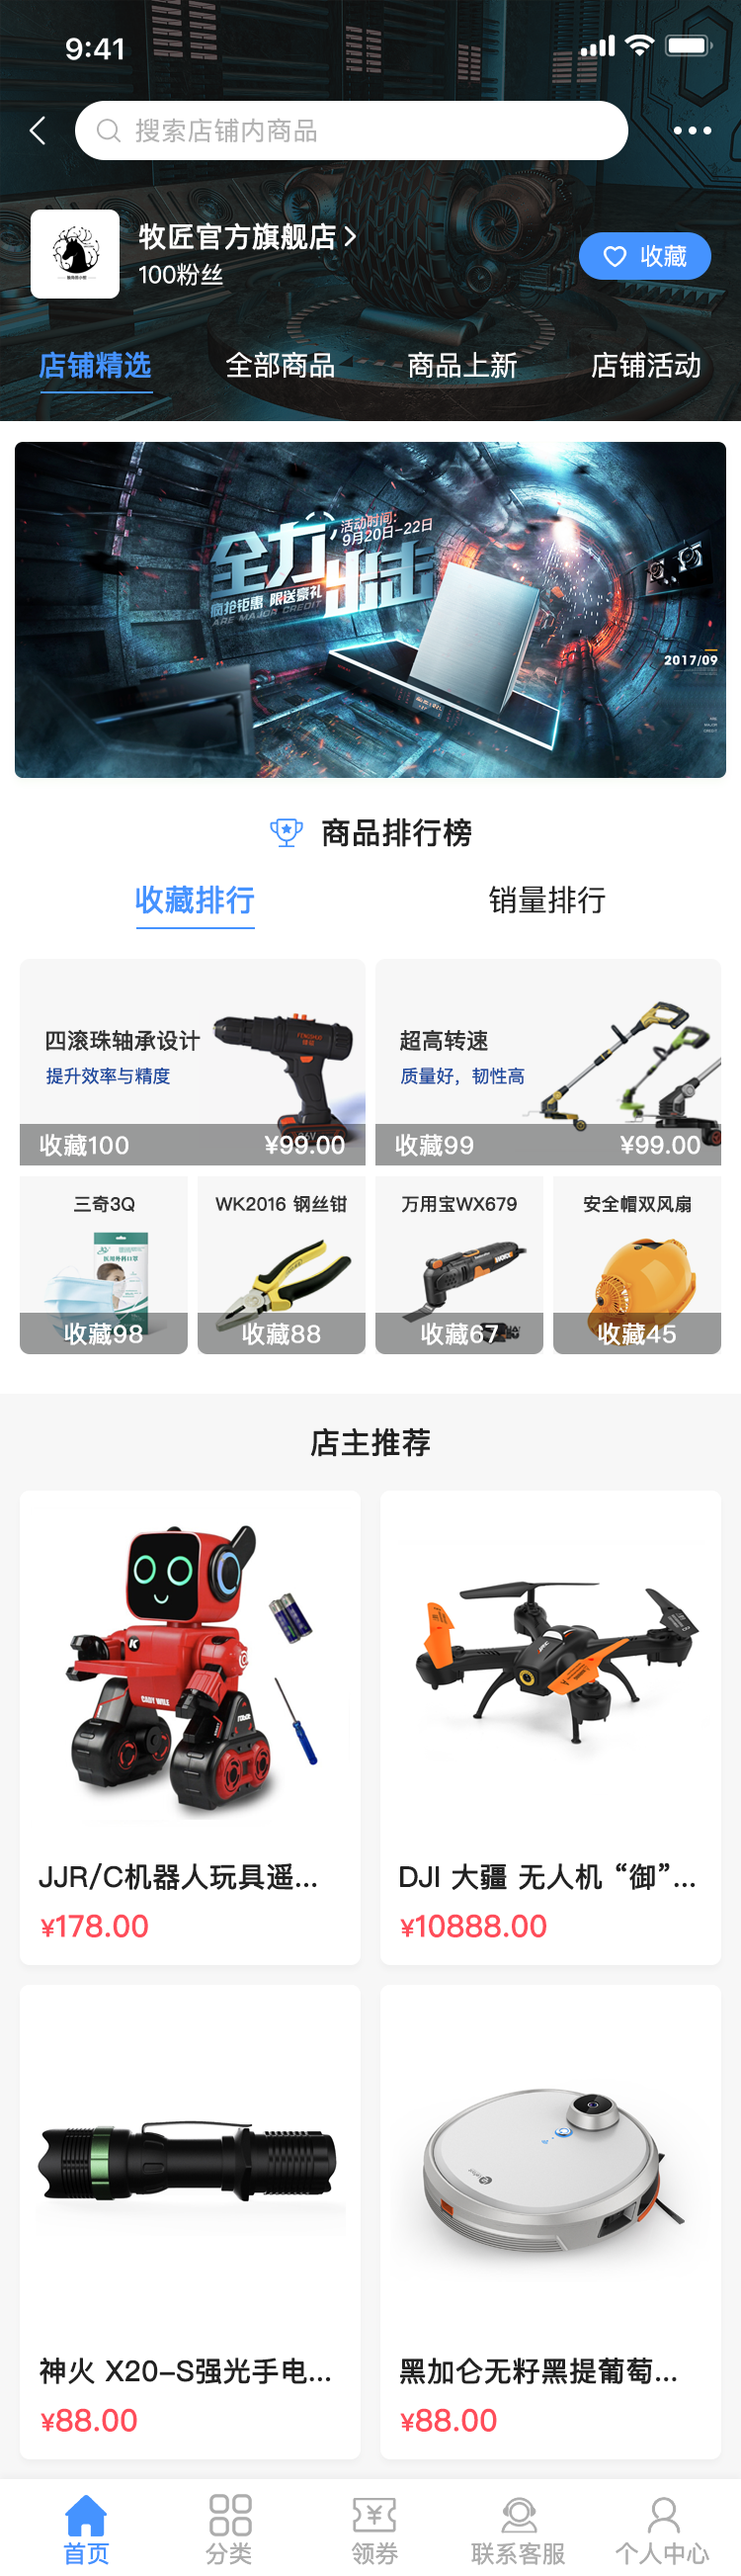 9:41
搜索店铺内商品
牧匠官方旗舰店
100粉丝
收藏
店铺精选
全部商品
商品上新
店铺活动
全力出击
活动时间:
9月20日-22日
疯抢钜惠 限送豪礼
ARE MAJOR CREDIT
2017/09
商品排行榜
收藏排行
销量排行
四滚珠轴承设计
提升效率与精度
收藏100
¥99.00
超高转速
质量好，韧性高
收藏99
¥99.00
三奇3Q
收藏98
WK2016 钢丝钳
收藏88
万用宝WX679
收藏67
安全帽双风扇
收藏45
店主推荐
K
CADY WILE
JJR/C机器人玩具遥...
¥178.00
DJI 大疆 无人机 “御”...
¥10888.00
神火 X20-S强光手电...
¥88.00
黑加仑无籽黑提葡萄...
¥88.00
首页
分类
领券
联系客服
个人中心